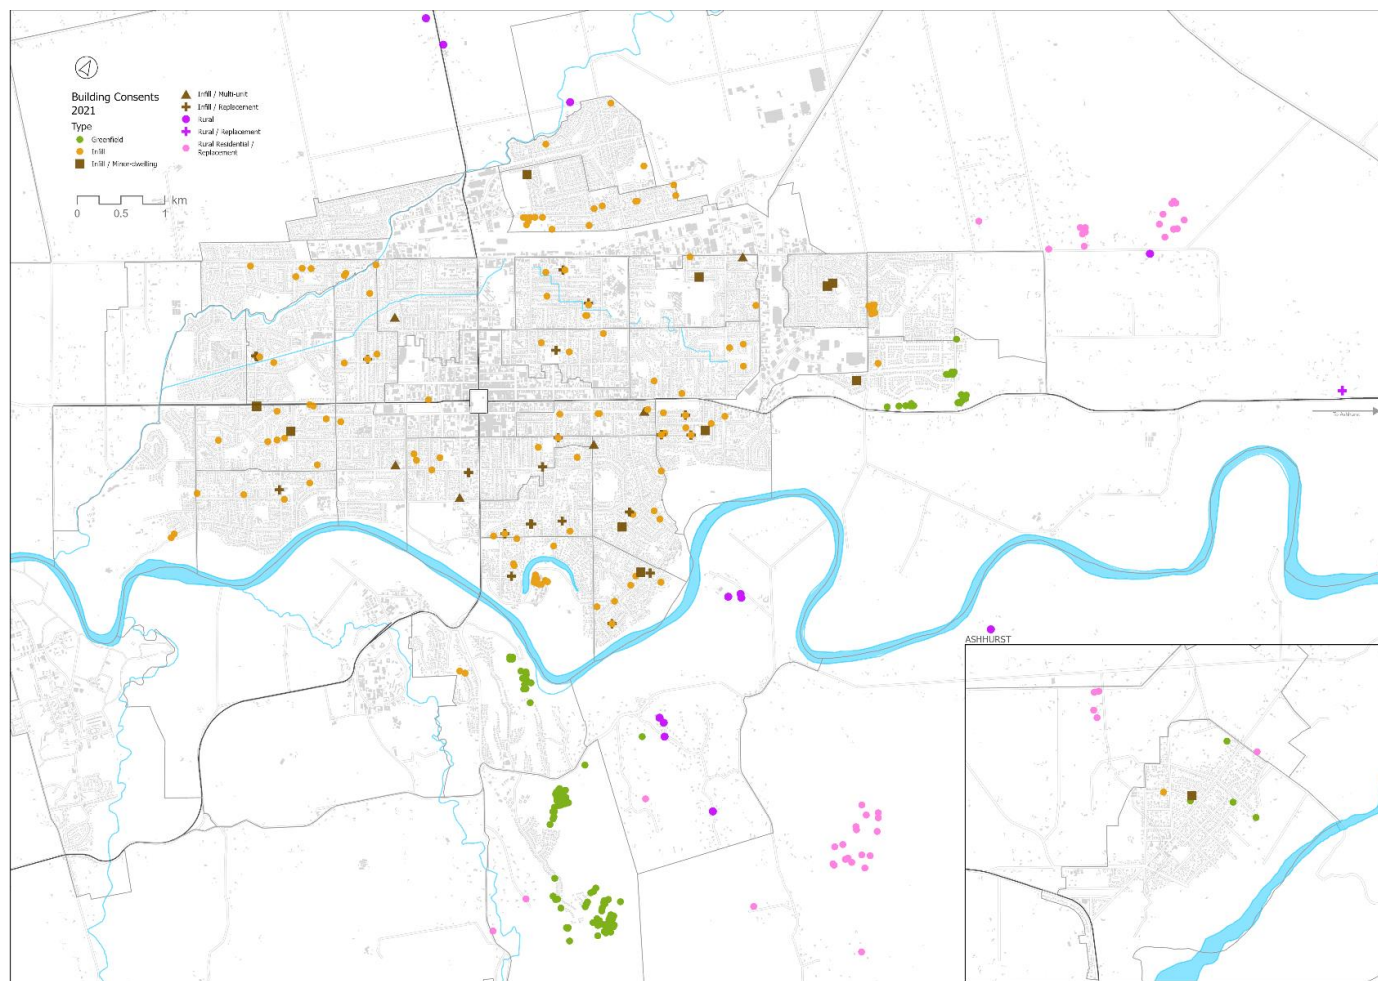 Building Consents
2021
Type
Greenfield
Infill
Infill / Minor-dwelling
Infill / Multi-unit
Infill / Replacement
Rural
Rural / Replacement
Rural Residential /
Replacement
km
0 0.5 1
To Ashhurst
ASHHURST